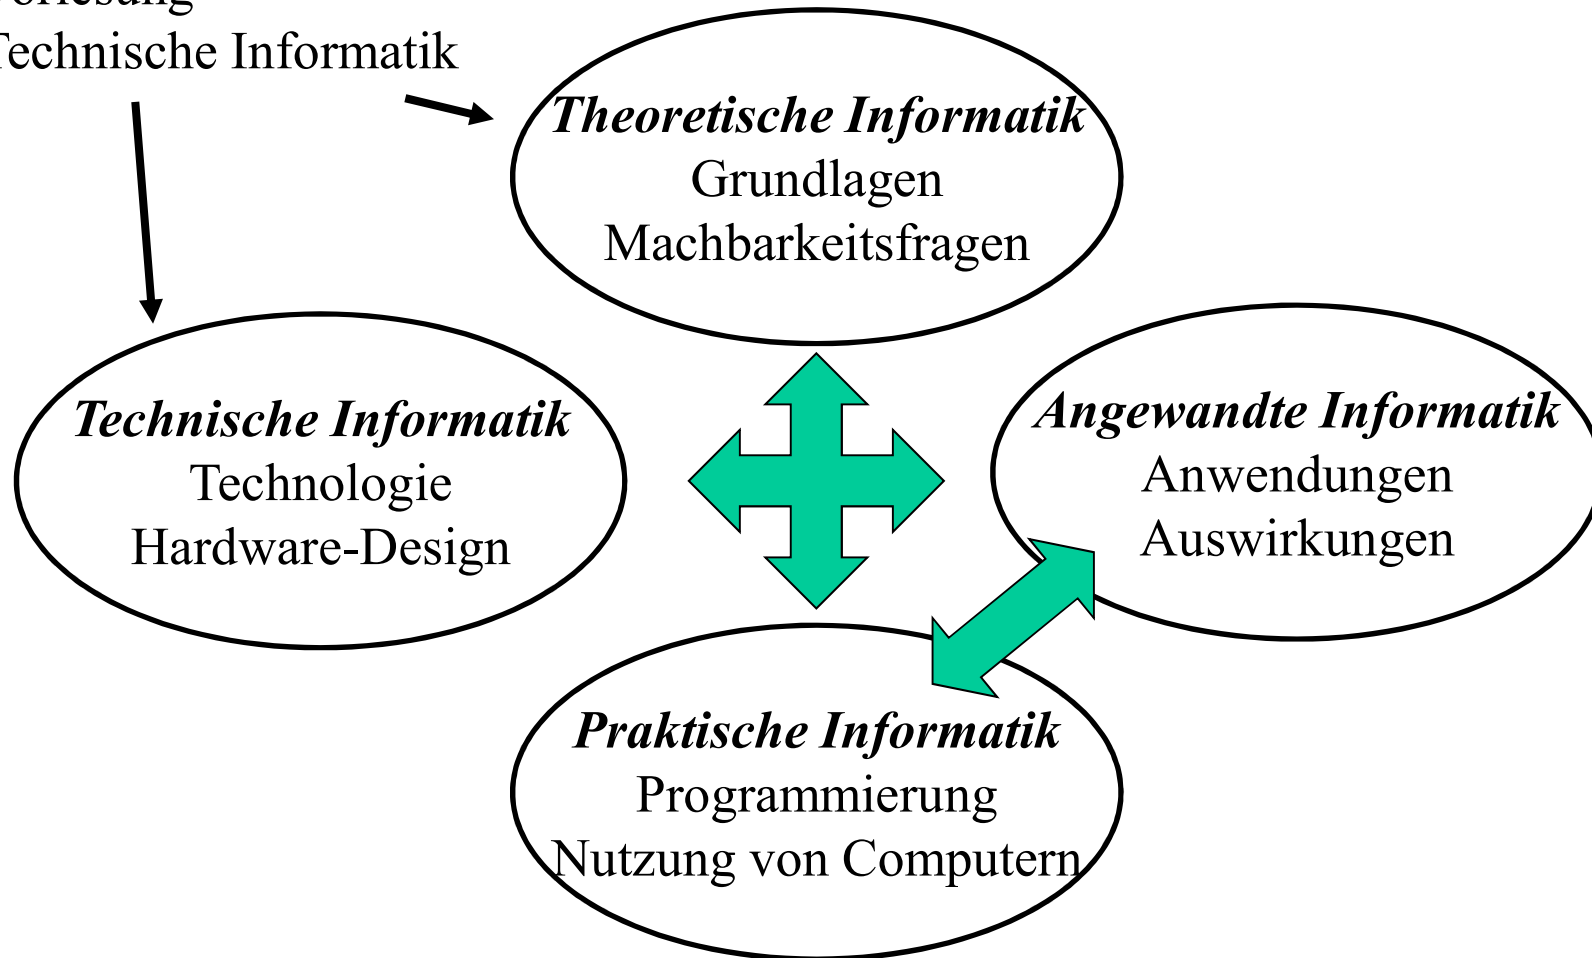 Technische Informatik
Theoretische Informatik
Grundlagen
Machbarkeitsfragen
Technische Informatik
Technologie
Hardware-Design
Angewandte Informatik
Anwendungen
Auswirkungen
Praktische Informatik
Programmierung
Nutzung von Computern